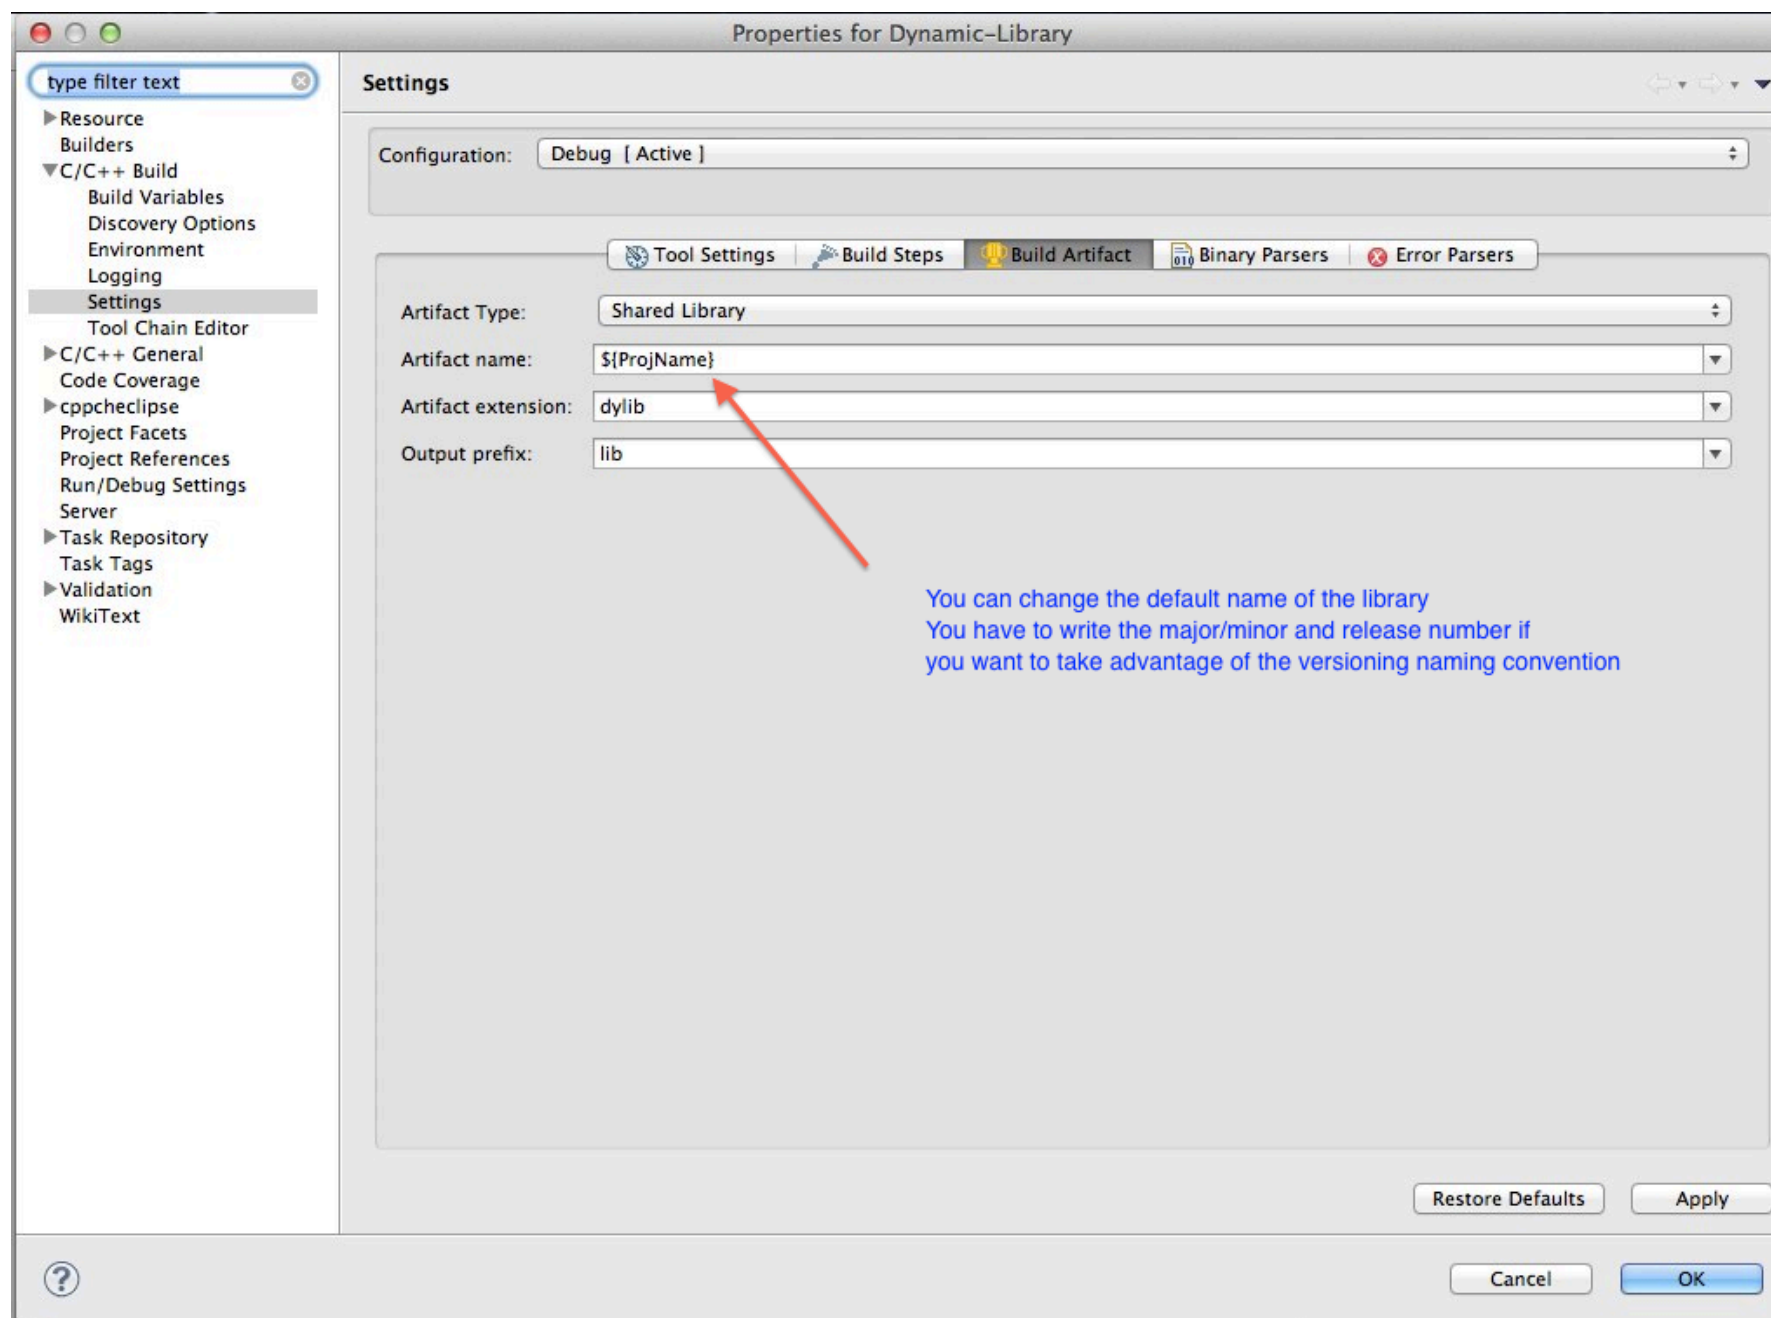 Properties for Dynamic-Library
type filter text
Resource
Builders
C/C++ Build
Build Variables
Discovery Options
Environment
Logging
Settings
Tool Chain Editor
C/C++ General
Code Coverage
cppcheclipse
Project Facets
Project References
Run/Debug Settings
Server
Task Repository
Task Tags
Validation
WikiText
Settings
Configuration: Debug [ Active ]
Tool Settings Build Steps Build Artifact 010 Binary Parsers Error Parsers
Artifact Type: Shared Library
Artifact name: ${ProjName}
Artifact extension: dylib
Output prefix: lib
You can change the default name of the library
You have to write the major/minor and release number if
you want to take advantage of the versioning naming convention
Restore Defaults Apply
? Cancel OK